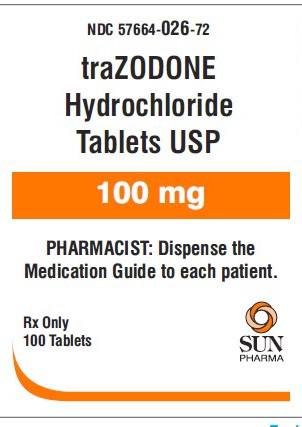 NDC 57664-026-72
traZODONE
Hydrochloride
Tablets USP
100 mg
PHARMACIST: Dispense the
Medication Guide to each patient.
Rx Only
100 Tablets
SUN
PHARMA